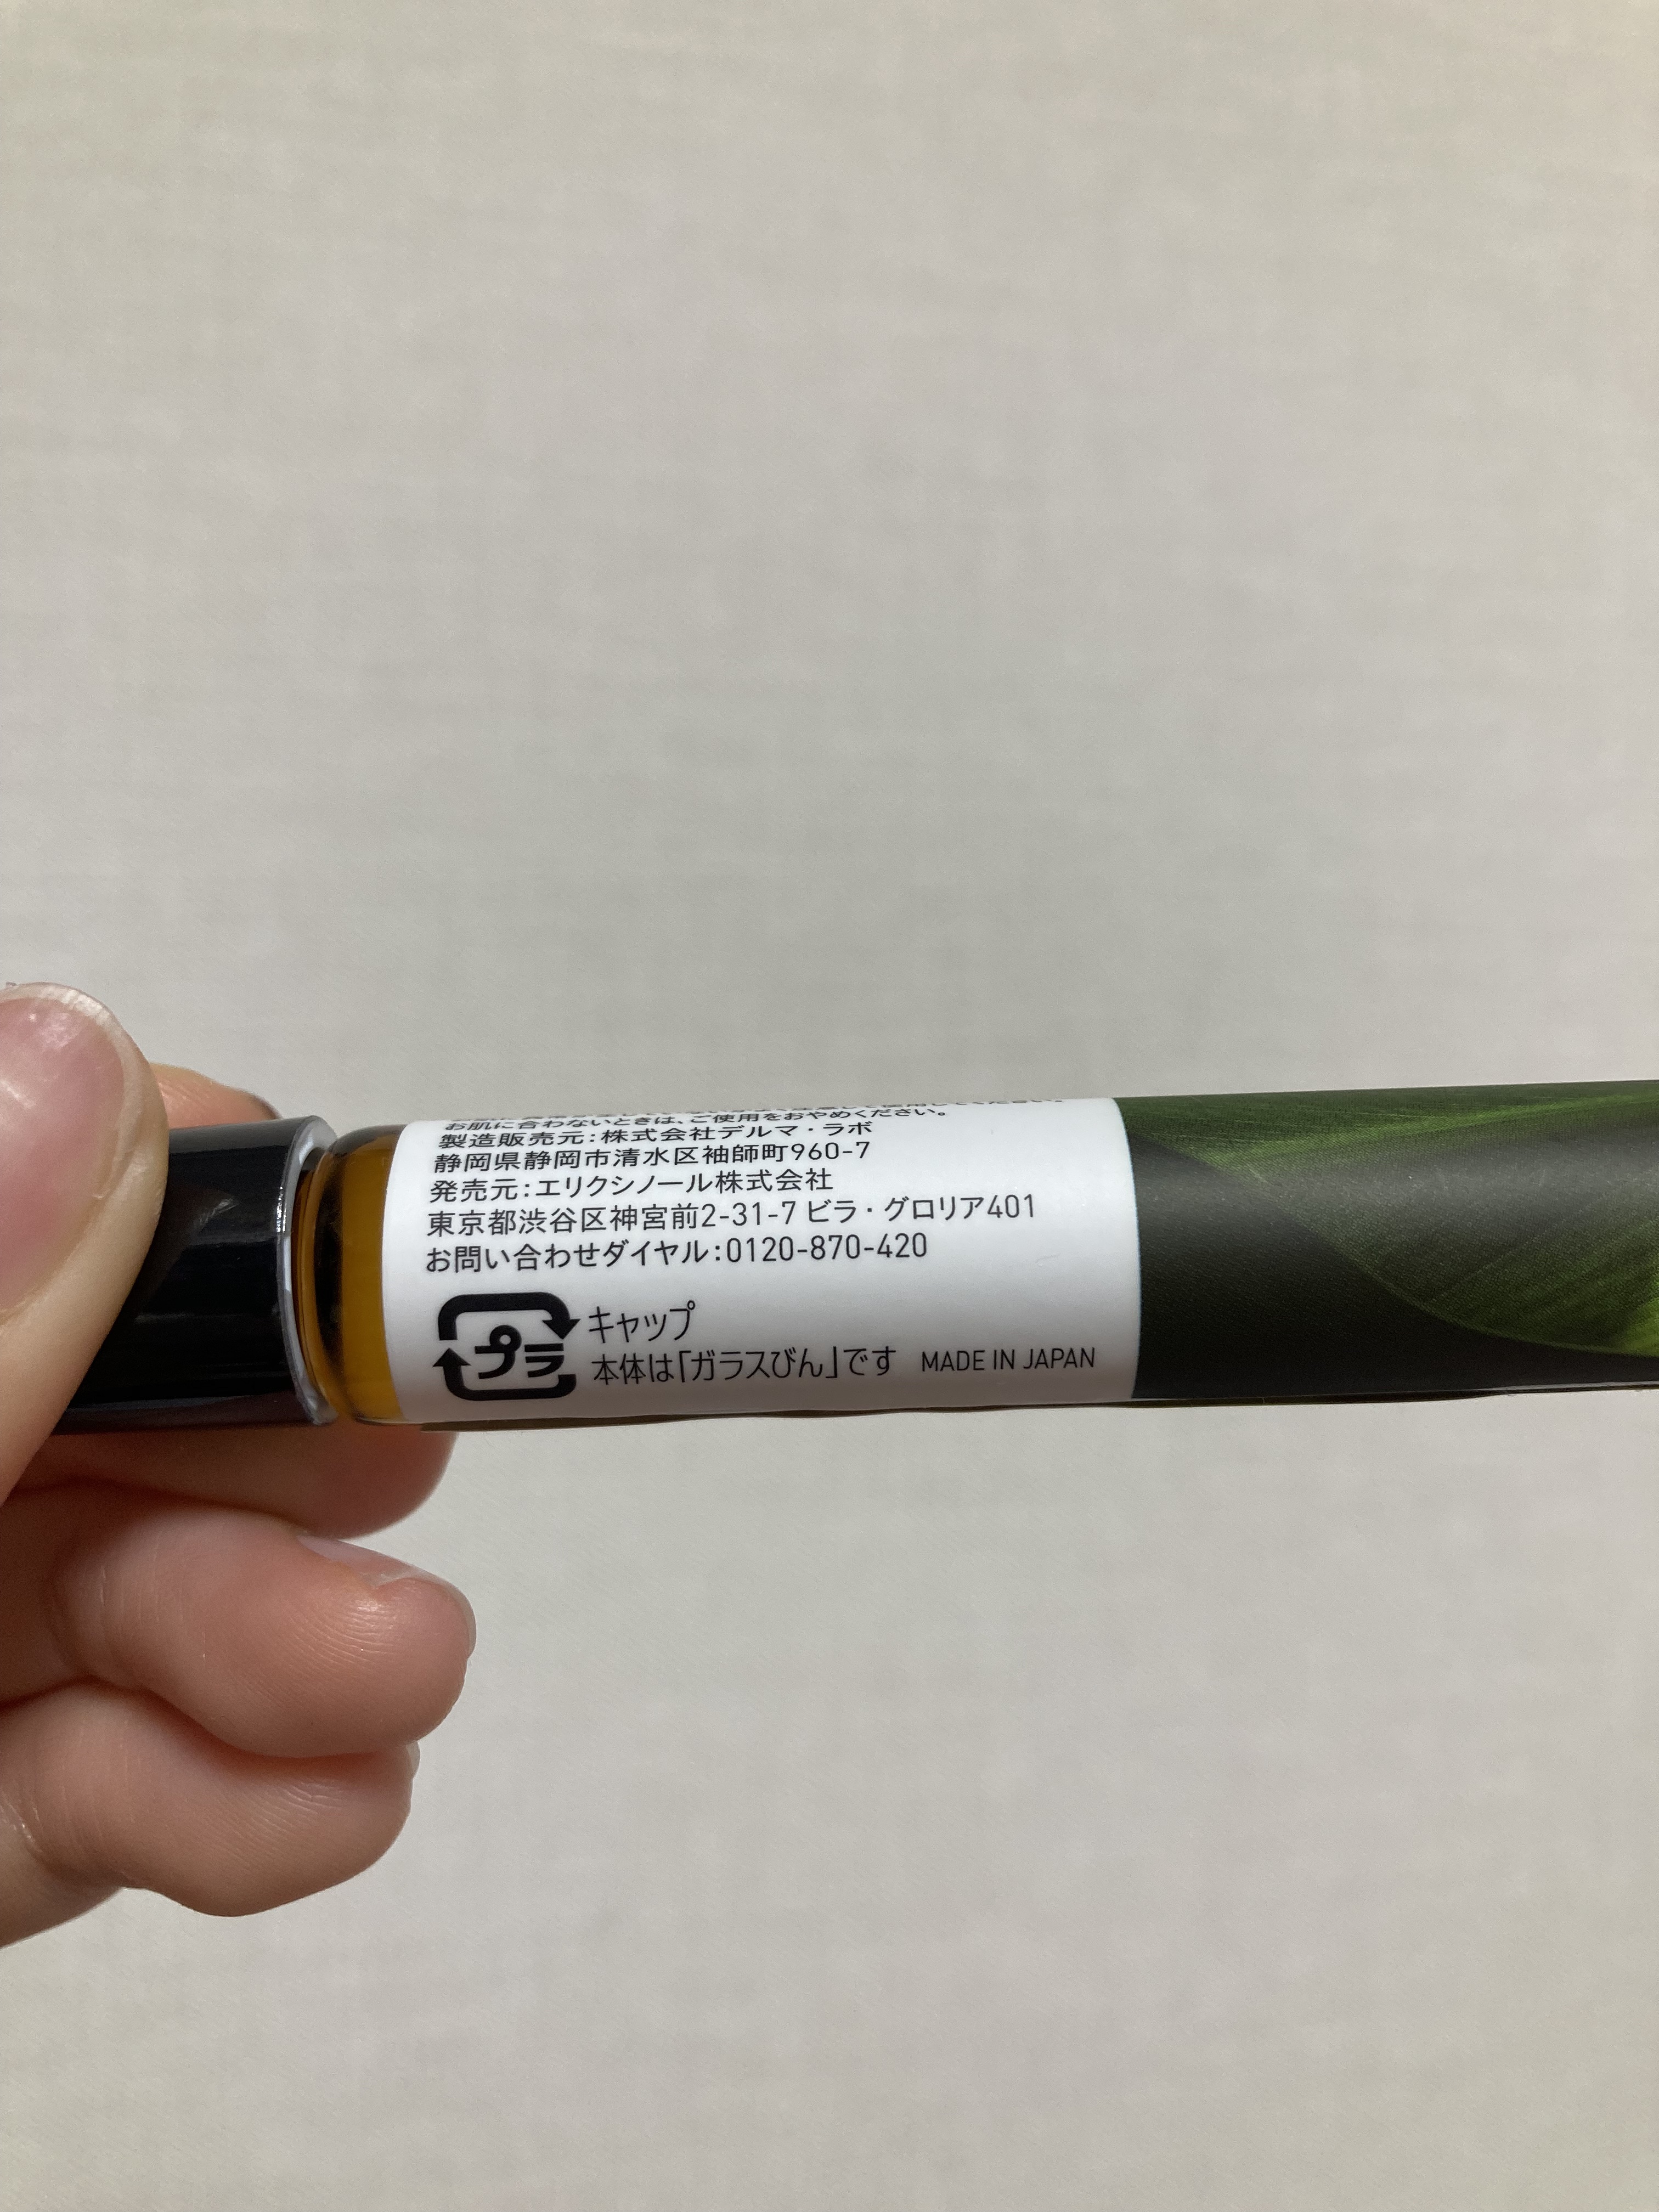 お肌に合わないときは、ご使用をおやめください。
製造販売元：株式会社デルマ・ラボ
静岡県静岡市清水区袖師町960-7
発売元：エリクシノール株式会社
東京都渋谷区神宮前2-31-7 ビラ・グロリア401
お問い合わせダイヤル：0120-870-420
プラ キャップ
本体は「ガラスびん」です MADE IN JAPAN